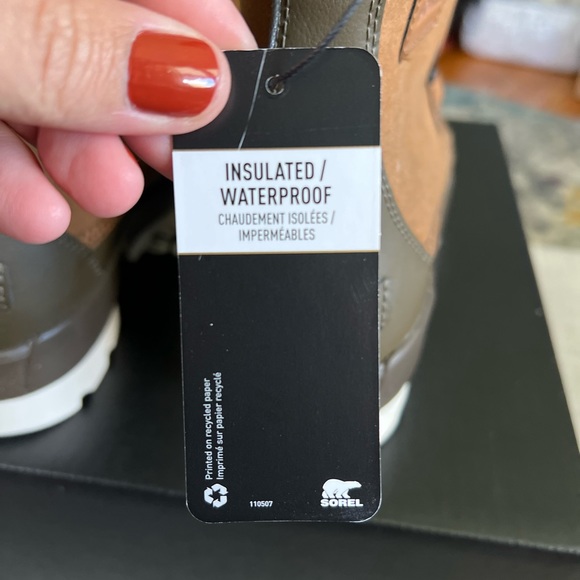 INSULATED /
WATERPROOF
CHAUDEMENT ISOLÉES /
IMPERMÉABLES
Printed on recycled paper
Imprimé sur papier recyclé
110507
SOREL